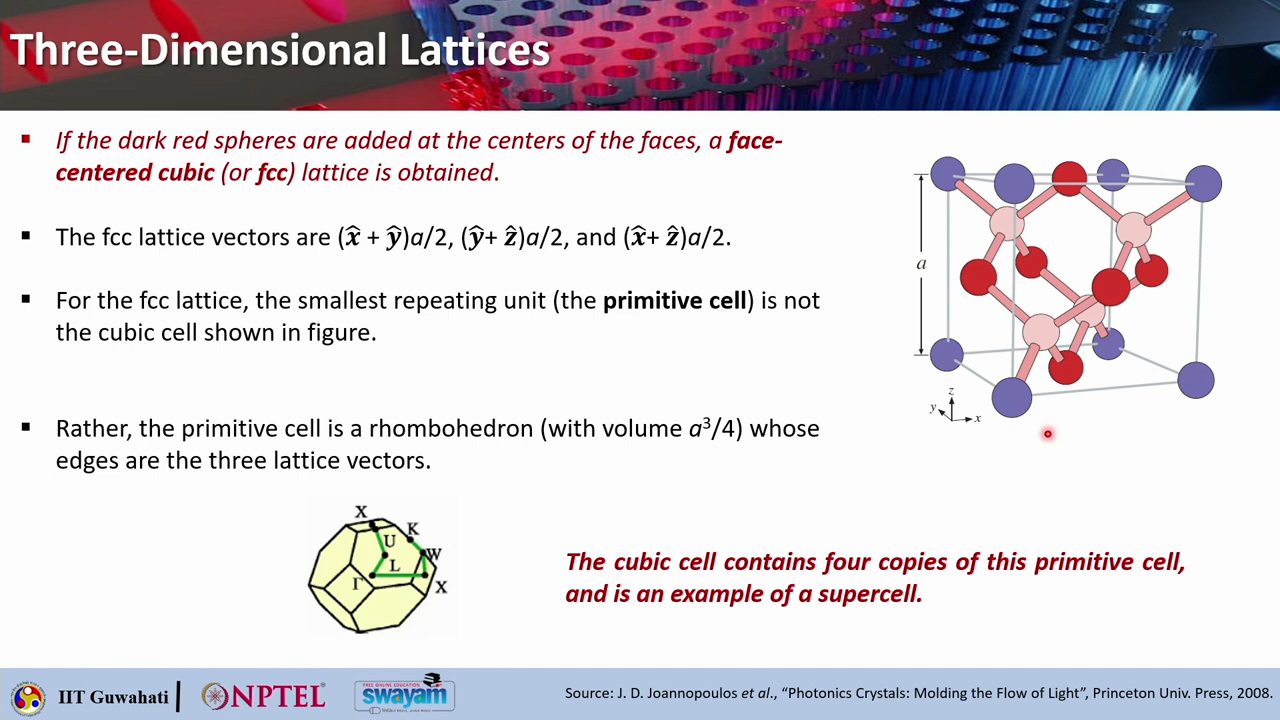 Three-Dimensional Lattices
▪ If the dark red spheres are added at the centers of the faces, a face-
centered cubic (or fcc) lattice is obtained.
▪ The fcc lattice vectors are (x̂ + ŷ)a/2, (ŷ+ ẑ)a/2, and (x̂+ ẑ)a/2.
▪ For the fcc lattice, the smallest repeating unit (the primitive cell) is not
the cubic cell shown in figure.
▪ Rather, the primitive cell is a rhombohedron (with volume a³/4) whose
edges are the three lattice vectors.
a
z
y
x
X
K
U
W
L
Γ
X
The cubic cell contains four copies of this primitive cell,
and is an example of a supercell.
IIT Guwahati
NPTEL
FREE ONLINE EDUCATION
swayam
Source: J. D. Joannopoulos et al., “Photonics Crystals: Molding the Flow of Light”, Princeton Univ. Press, 2008.